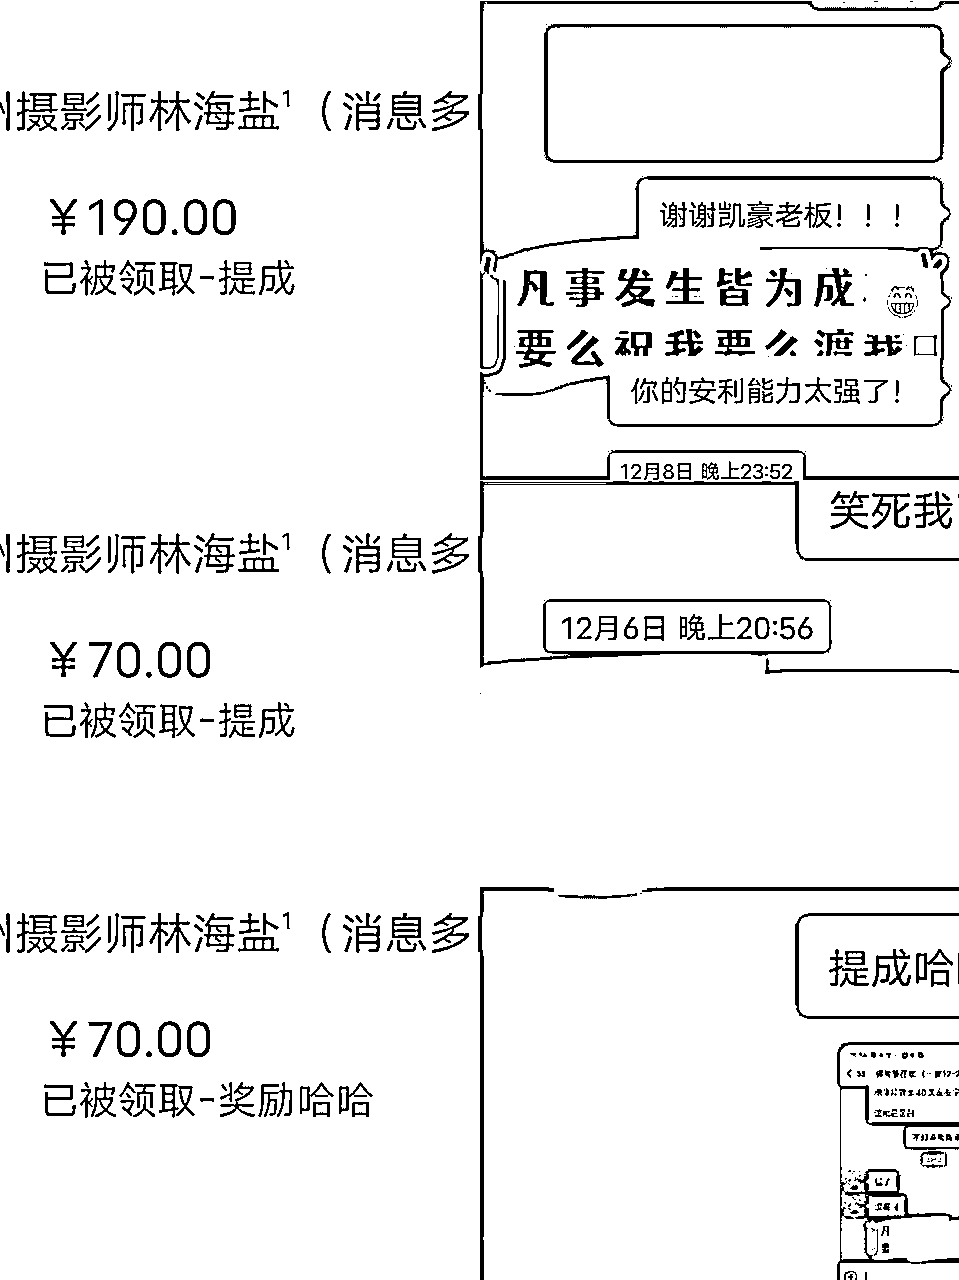 摄影师林海盐¹（消息多
￥190.00
已被领取-提成
谢谢凯豪老板！！！
凡事发生皆为成
要么祝我要么渡我
你的安利能力太强了！
12月8日 晚上23:52
笑死我
摄影师林海盐¹（消息多
12月6日 晚上20:56
￥70.00
已被领取-提成
摄影师林海盐¹（消息多
提成哈
￥70.00
已被领取-奖励哈哈